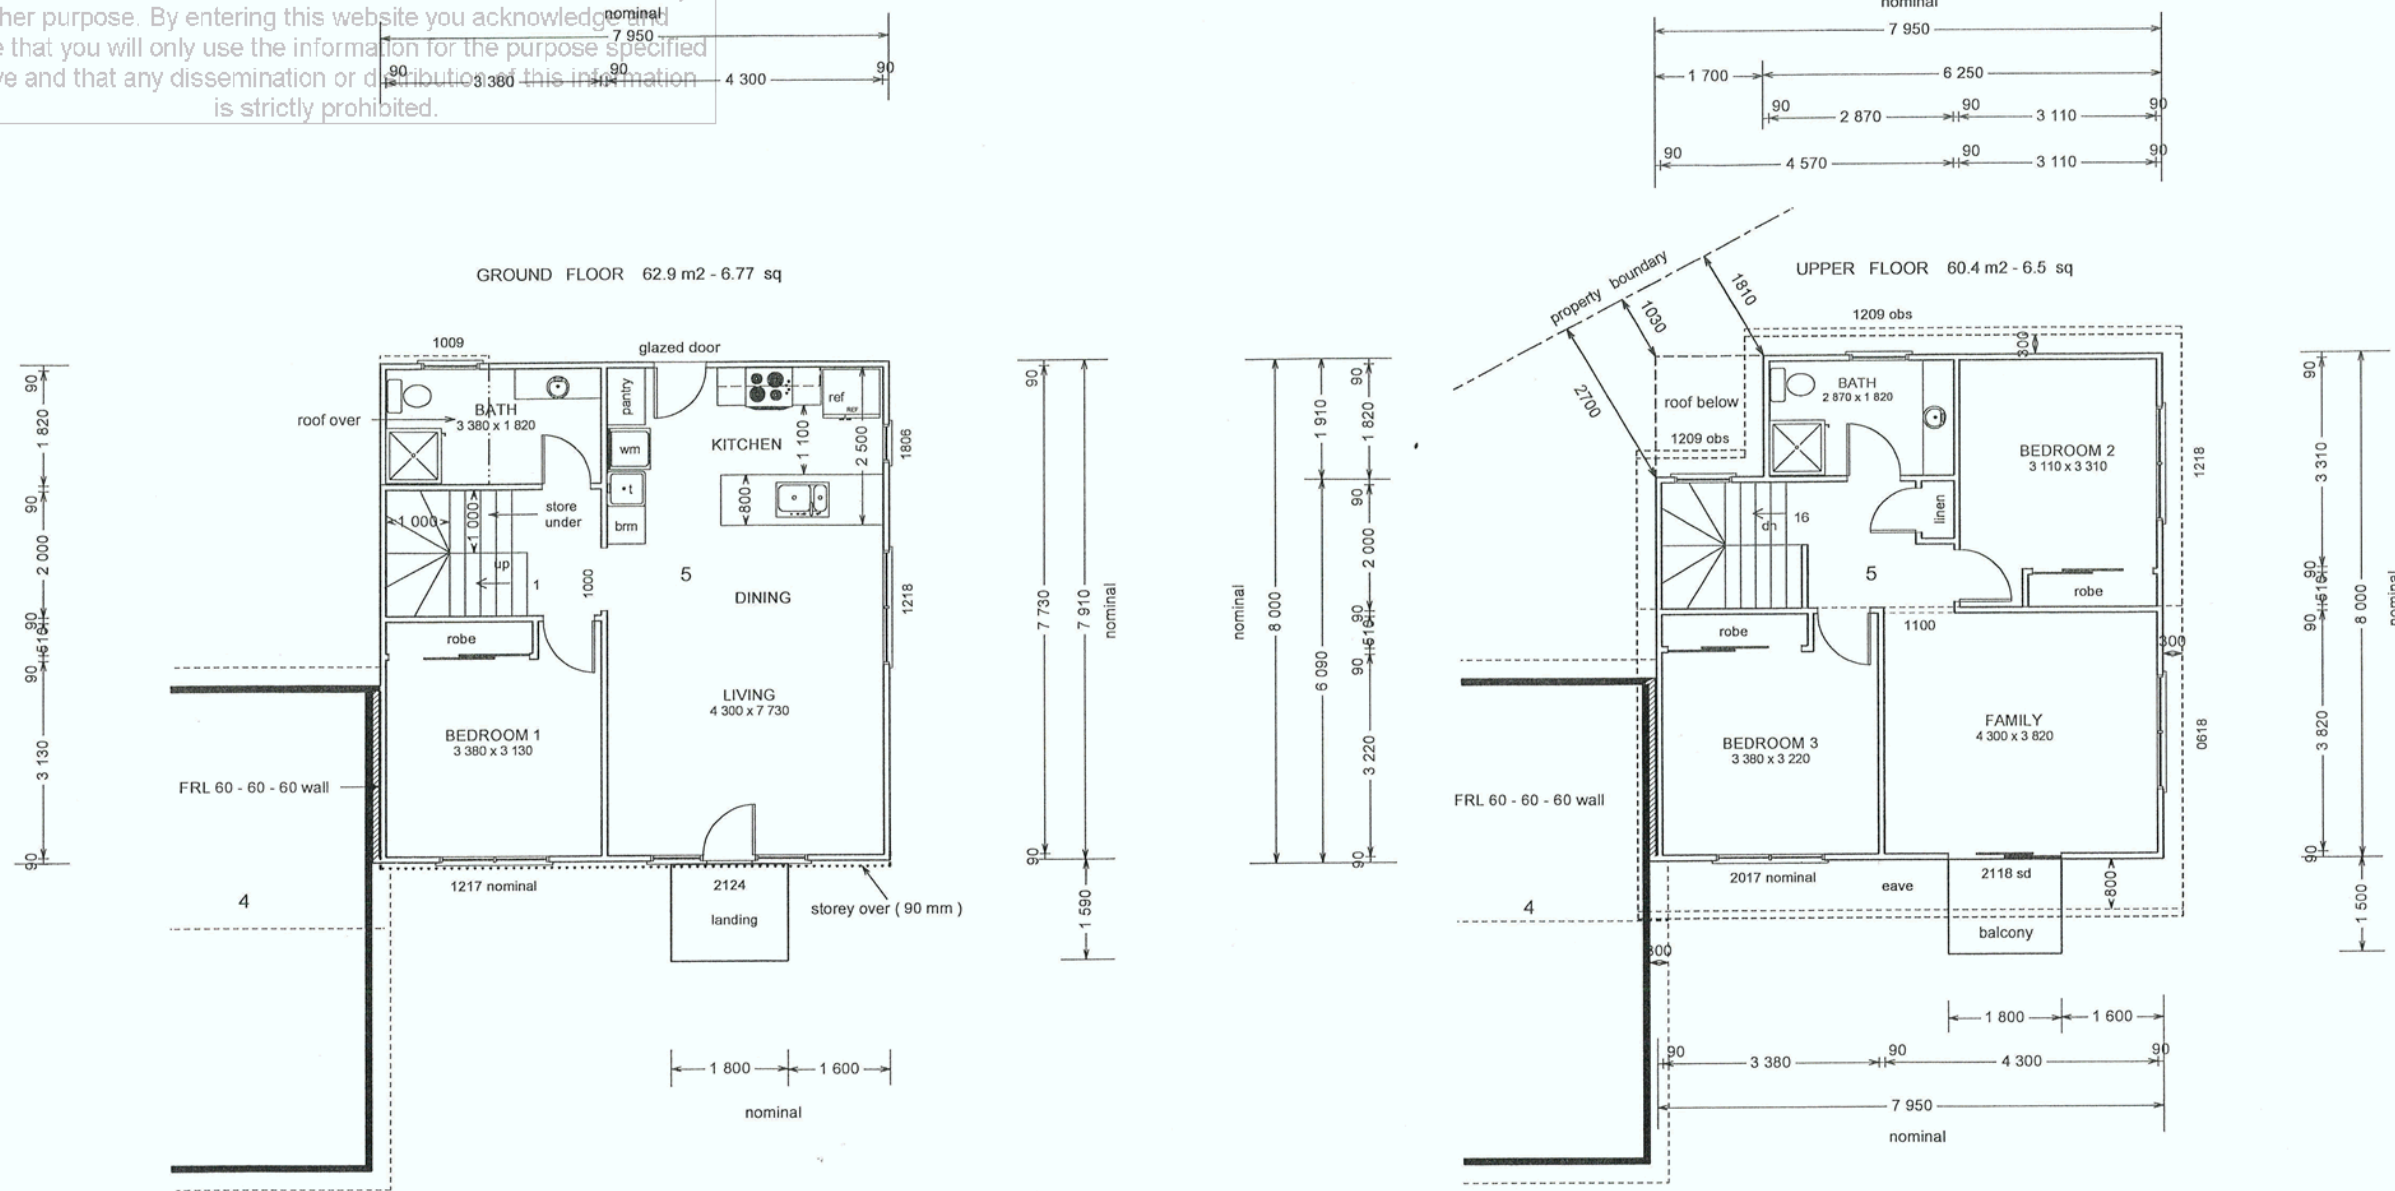 her purpose. By entering this website you acknowledge and
e that you will only use the information for the purpose specified
ve and that any dissemination or distribution of this information
is strictly prohibited.
nominal
7 950
90
3 380
90
4 300
90
GROUND FLOOR 62.9 m2 - 6.77 sq
1009
glazed door
roof over
BATH
3 380 x 1 820
pantry
ref
REF
wm
KITCHEN
1 100
2 500
1806
t
brm
800
store
under
1 000
1 000
up
1
1000
5
DINING
1218
robe
LIVING
4 300 x 7 730
BEDROOM 1
3 380 x 3 130
FRL 60 - 60 - 60 wall
4
1217 nominal
2124
landing
storey over ( 90 mm )
90
1 820
90
2 000
90
510
90
3 130
90
90
7 730
90
7 910
nominal
1 590
1 800
1 600
nominal
nominal
7 950
1 700
6 250
90
2 870
90
3 110
90
90
4 570
90
3 110
90
property boundary
1810
1030
2700
UPPER FLOOR 60.4 m2 - 6.5 sq
1209 obs
300
roof below
1209 obs
BATH
2 870 x 1 820
BEDROOM 2
3 110 x 3 310
1218
linen
dn
16
5
robe
robe
1100
300
FAMILY
4 300 x 3 820
0618
BEDROOM 3
3 380 x 3 220
FRL 60 - 60 - 60 wall
4
2017 nominal
eave
2118 sd
800
balcony
300
nominal
8 000
1 910
6 090
90
1 820
90
2 000
90
510
90
3 220
90
90
3 310
90
510
90
3 820
90
8 000
nominal
1 500
1 800
1 600
90
3 380
90
4 300
90
7 950
nominal